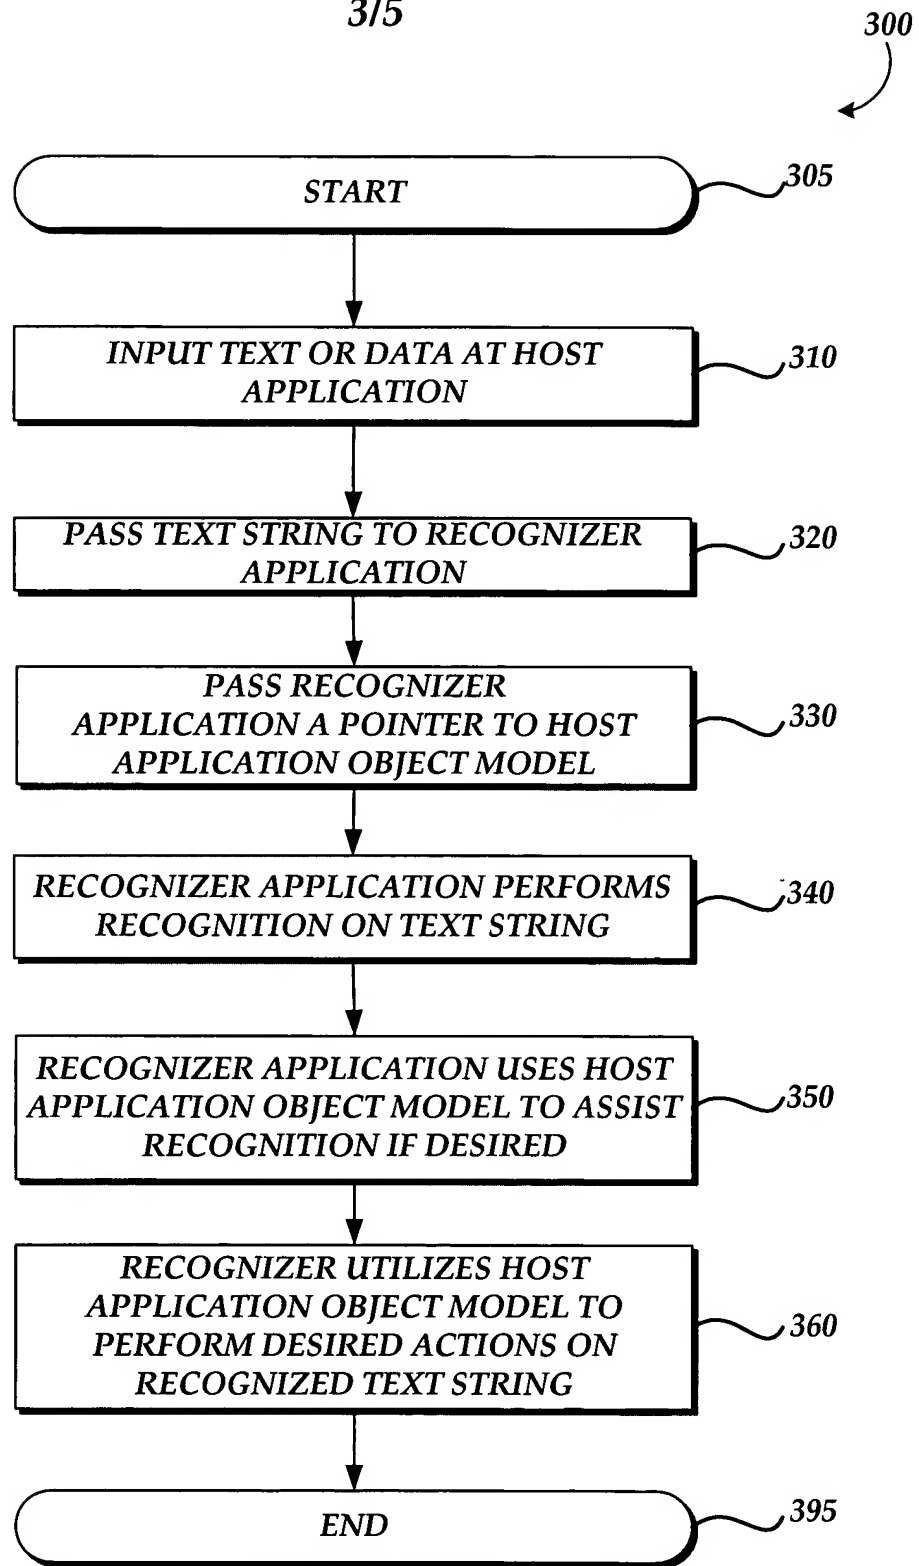 3/5
300
START
305
INPUT TEXT OR DATA AT HOST
APPLICATION
310
PASS TEXT STRING TO RECOGNIZER
APPLICATION
320
PASS RECOGNIZER
APPLICATION A POINTER TO HOST
APPLICATION OBJECT MODEL
330
RECOGNIZER APPLICATION PERFORMS
RECOGNITION ON TEXT STRING
340
RECOGNIZER APPLICATION USES HOST
APPLICATION OBJECT MODEL TO ASSIST
RECOGNITION IF DESIRED
350
RECOGNIZER UTILIZES HOST
APPLICATION OBJECT MODEL TO
PERFORM DESIRED ACTIONS ON
RECOGNIZED TEXT STRING
360
END
395